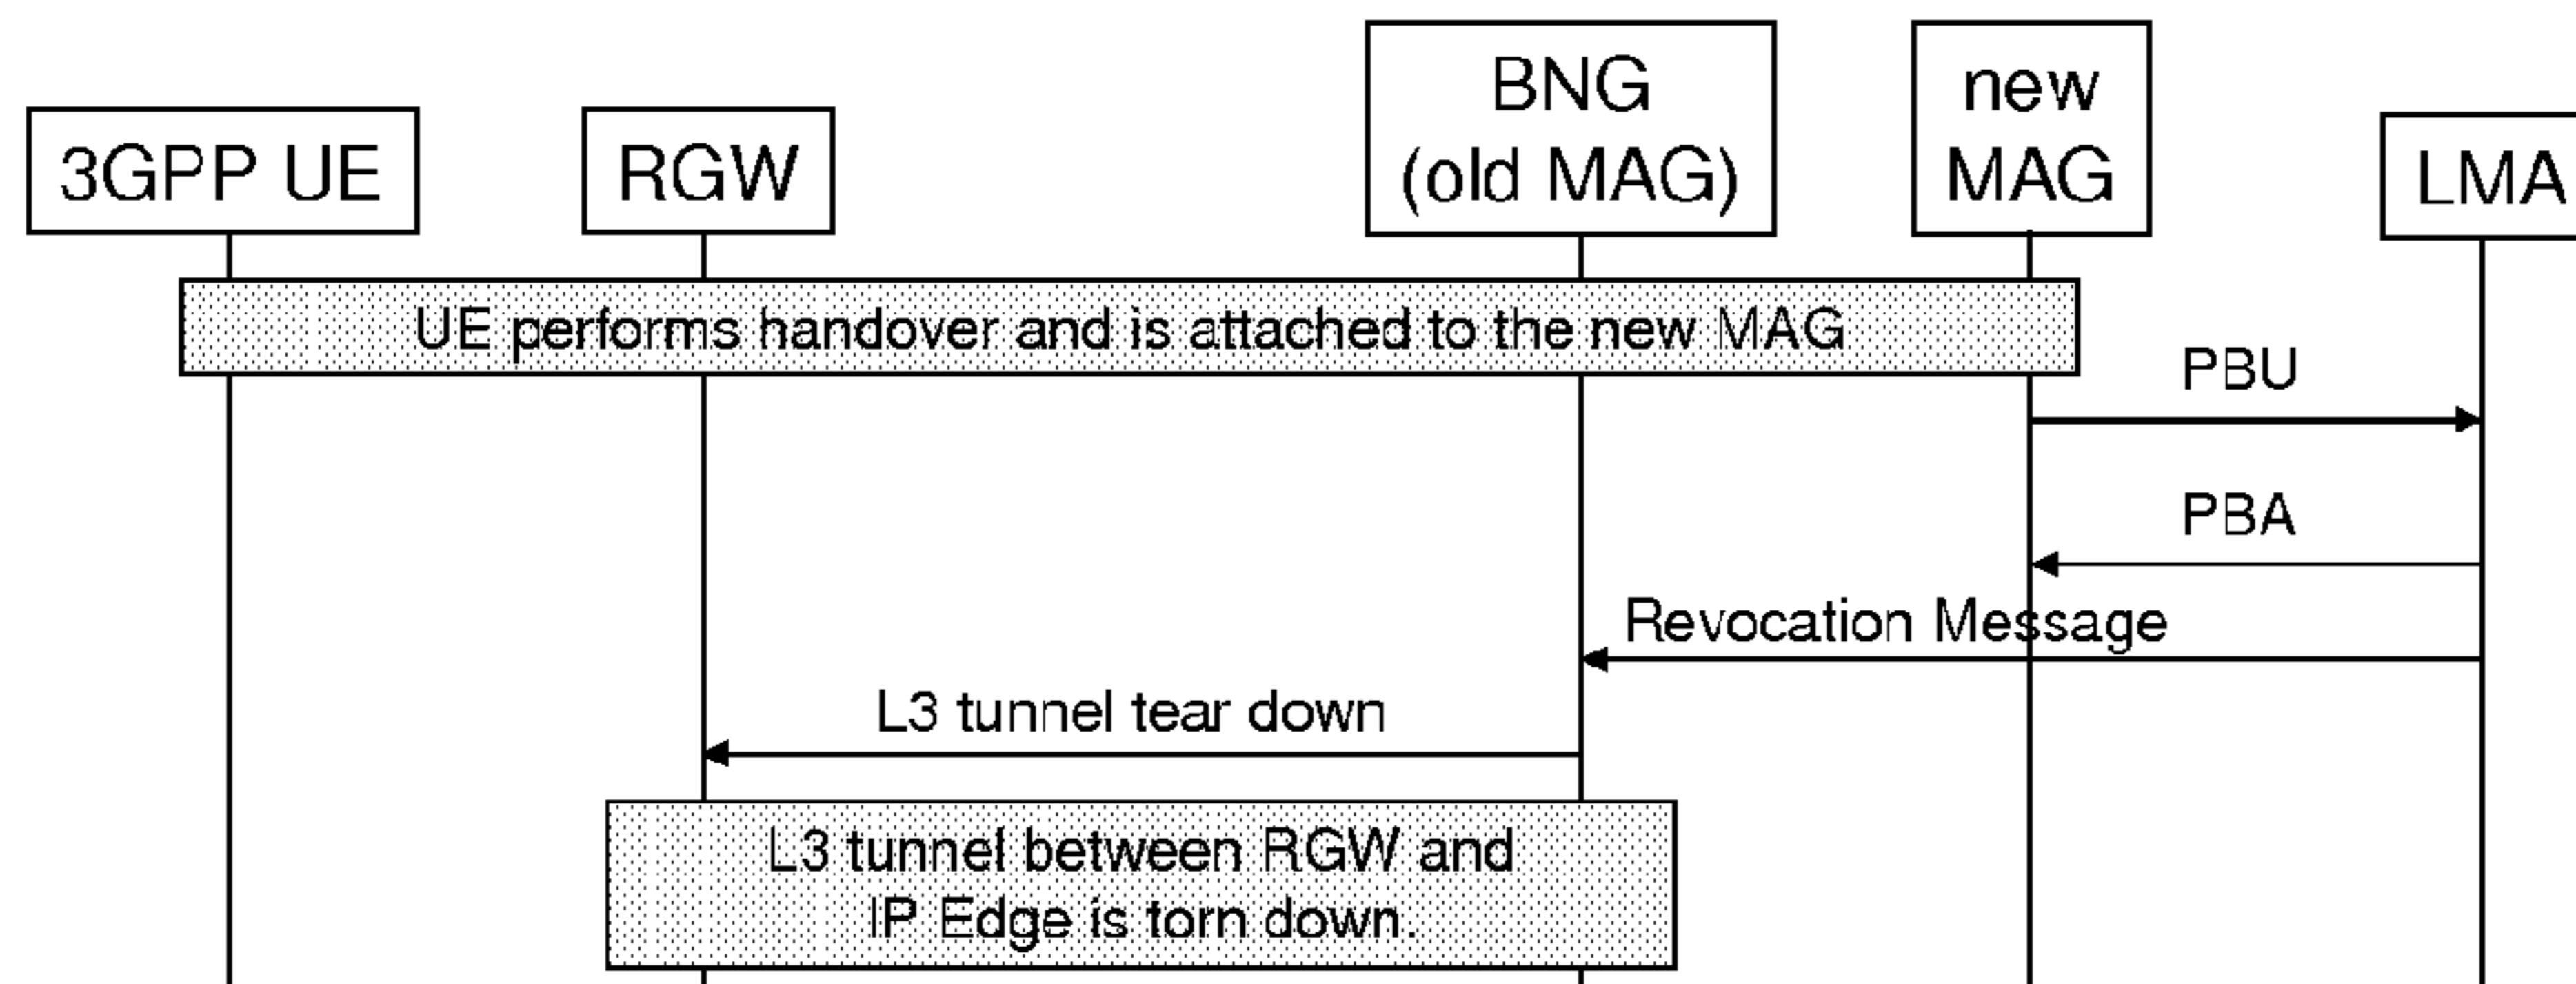 3GPP UE
RGW
BNG
(old MAG)
new
MAG
LMA
UE performs handover and is attached to the new MAG
PBU
PBA
Revocation Message
L3 tunnel tear down
L3 tunnel between RGW and
IP Edge is torn down.